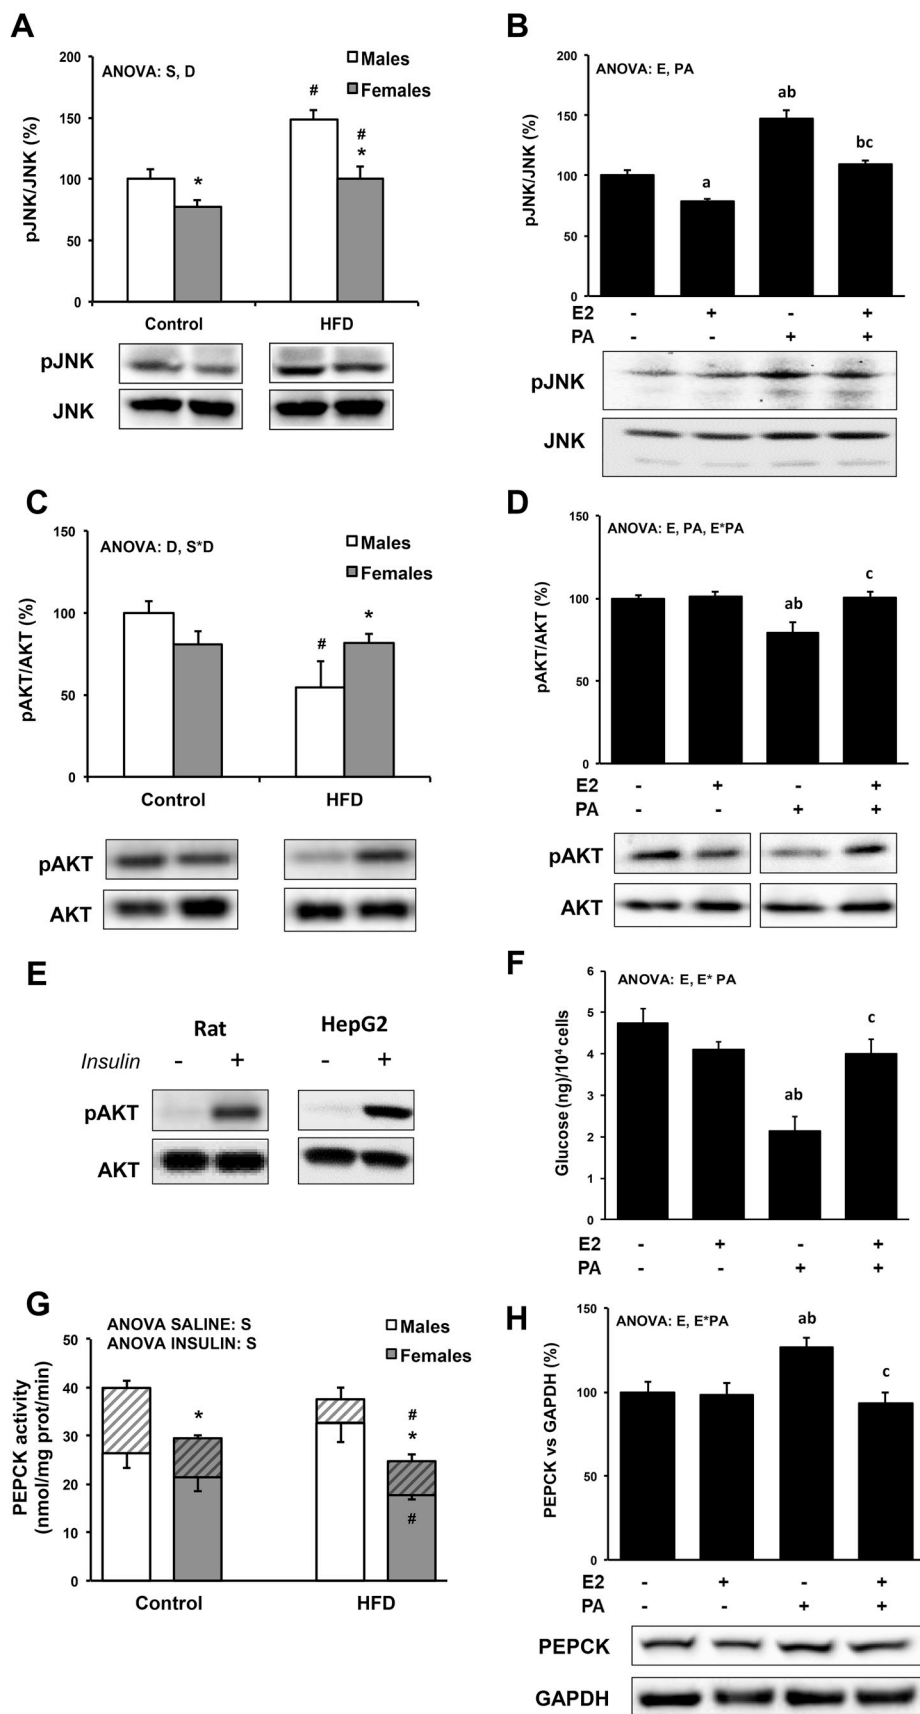 A
ANOVA: S, D
Males
Females
pJNK/JNK (%)
200
150
100
50
0
#
*
#
*
Control
HFD
pJNK
JNK
B
ANOVA: E, PA
pJNK/JNK (%)
200
150
100
50
0
a
ab
bc
E2 - + - +
PA - - + +
pJNK
JNK
C
ANOVA: D, S*D
Males
Females
pAKT/AKT (%)
150
100
50
0
#
*
Control
HFD
pAKT
AKT
D
ANOVA: E, PA, E*PA
pAKT/AKT (%)
150
100
50
0
ab
c
E2 - + - +
PA - - + +
pAKT
AKT
E
Rat
HepG2
Insulin - + - +
pAKT
AKT
F
ANOVA: E, E* PA
Glucose (ng)/10⁴ cells
6
5
4
3
2
1
0
ab
c
E2 - + - +
PA - - + +
G
ANOVA SALINE: S
ANOVA INSULIN: S
Males
Females
PEPCK activity
(nmol/mg prot/min)
50
40
30
20
10
0
*
#
*
#
Control
HFD
H
ANOVA: E, E*PA
PEPCK vs GAPDH (%)
150
100
50
0
ab
c
E2 - + - +
PA - - + +
PEPCK
GAPDH